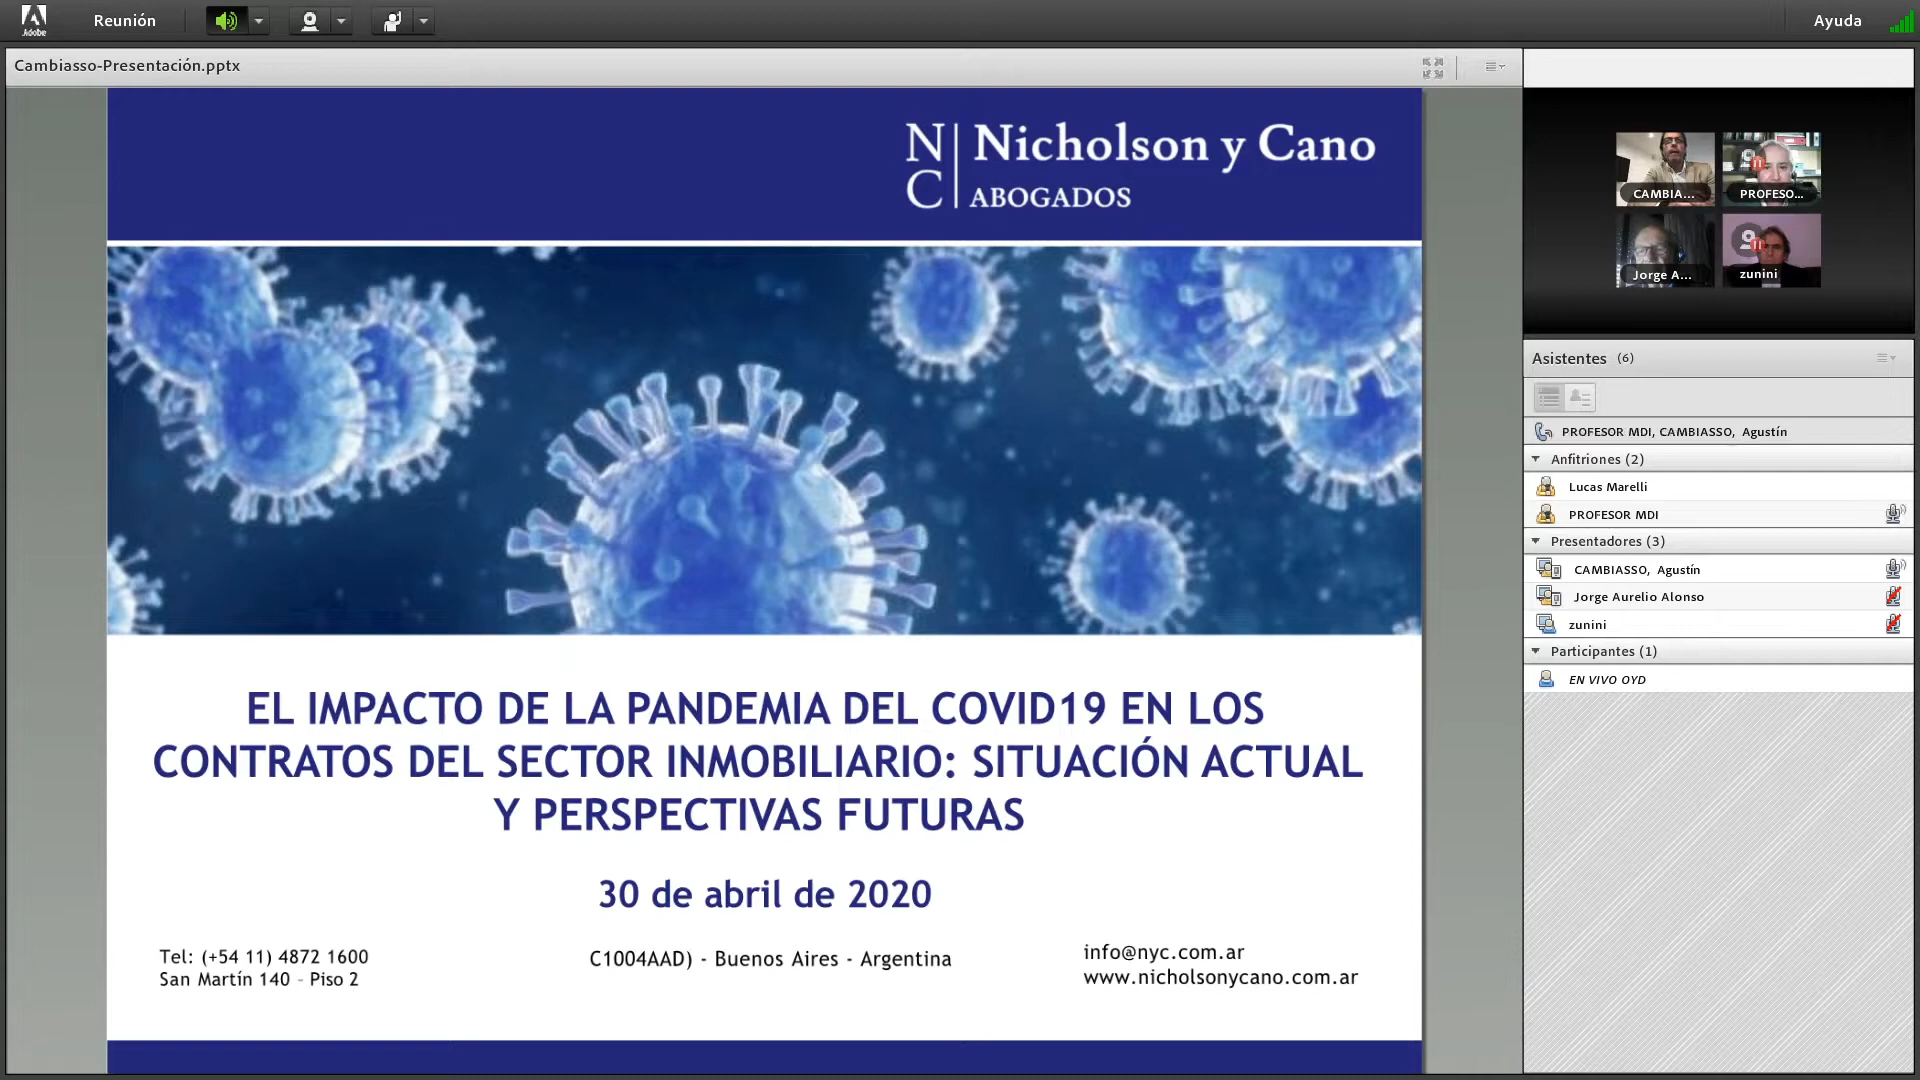 Adobe
Reunión
Ayuda
Cambiasso-Presentación.pptx
N
C
Nicholson y Cano
ABOGADOS
EL IMPACTO DE LA PANDEMIA DEL COVID19 EN LOS
CONTRATOS DEL SECTOR INMOBILIARIO: SITUACIÓN ACTUAL
Y PERSPECTIVAS FUTURAS
30 de abril de 2020
Tel: (+54 11) 4872 1600
San Martín 140 - Piso 2
C1004AAD) - Buenos Aires - Argentina
info@nyc.com.ar
www.nicholsonycano.com.ar
CAMBIA...
PROFESO...
Jorge A...
zunini
Asistentes (6)
PROFESOR MDI, CAMBIASSO, Agustín
Anfitriones (2)
Lucas Marelli
PROFESOR MDI
Presentadores (3)
CAMBIASSO, Agustín
Jorge Aurelio Alonso
zunini
Participantes (1)
EN VIVO OYD